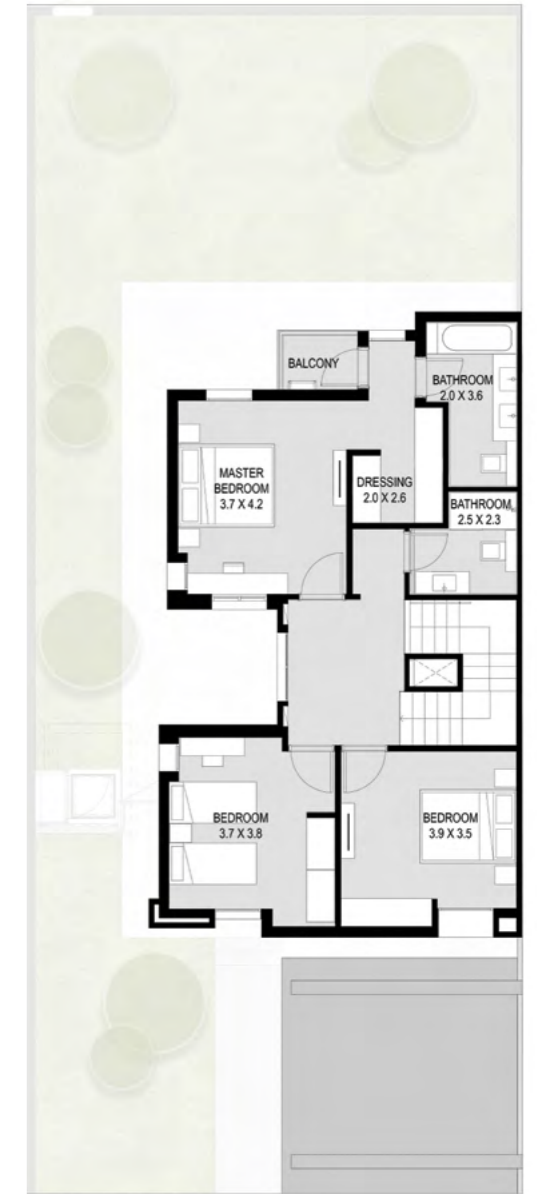 BALCONY
BATHROOM
2.0 X 3.6
MASTER
BEDROOM
3.7 X 4.2
DRESSING
2.0 X 2.6
BATHROOM
2.5 X 2.3
BEDROOM
3.7 X 3.8
BEDROOM
3.9 X 3.5